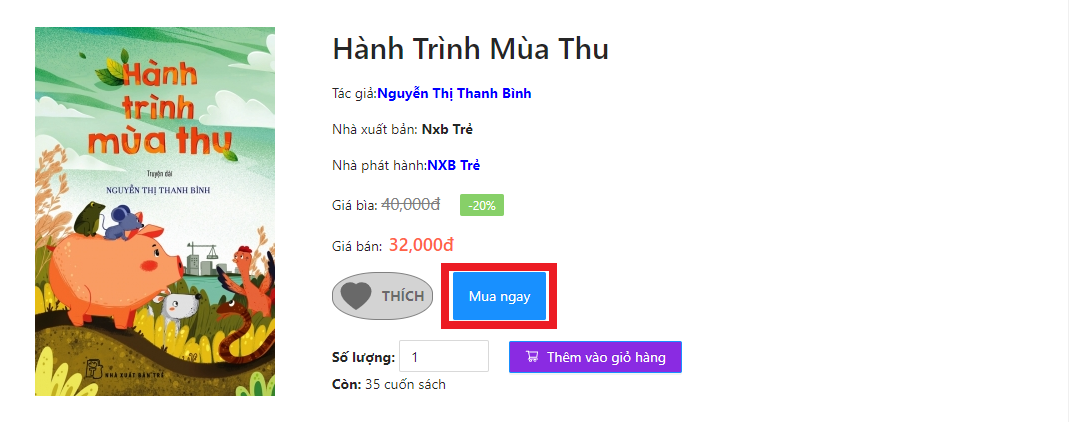 Hành
trình
mùa thu
Truyện dài
NGUYỄN THỊ THANH BÌNH
NHÀ XUẤT BẢN TRẺ
Hành Trình Mùa Thu
Tác giả:Nguyễn Thị Thanh Bình
Nhà xuất bản: Nxb Trẻ
Nhà phát hành:NXB Trẻ
Giá bìa: 40,000đ -20%
Giá bán: 32,000đ
THÍCH Mua ngay
Số lượng: 1 Thêm vào giỏ hàng
Còn: 35 cuốn sách